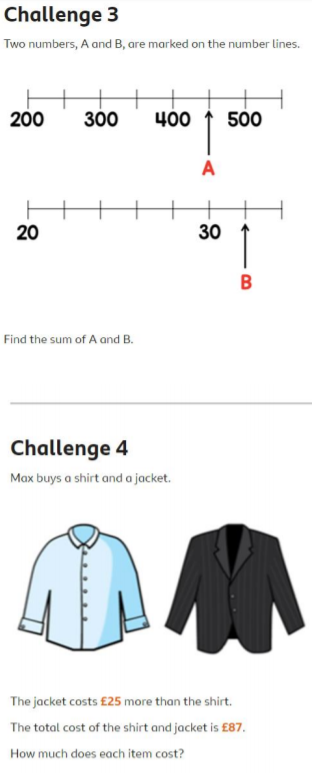 Challenge 3
Two numbers, A and B, are marked on the number lines.
200 300 400 500
A
20 30
B
Find the sum of A and B.
Challenge 4
Max buys a shirt and a jacket.
The jacket costs £25 more than the shirt.
The total cost of the shirt and jacket is £87.
How much does each item cost?